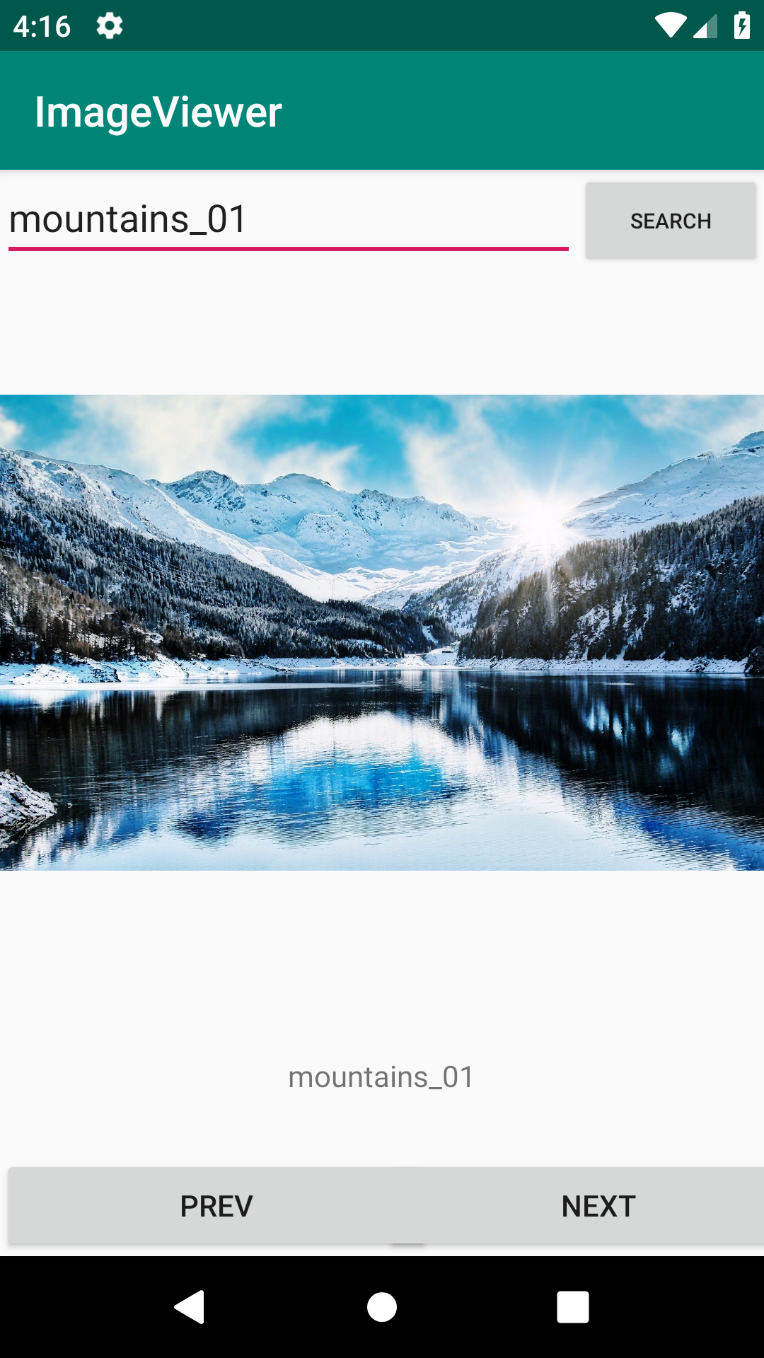 4:16
ImageViewer
mountains_01
SEARCH
mountains_01
PREV
NEXT